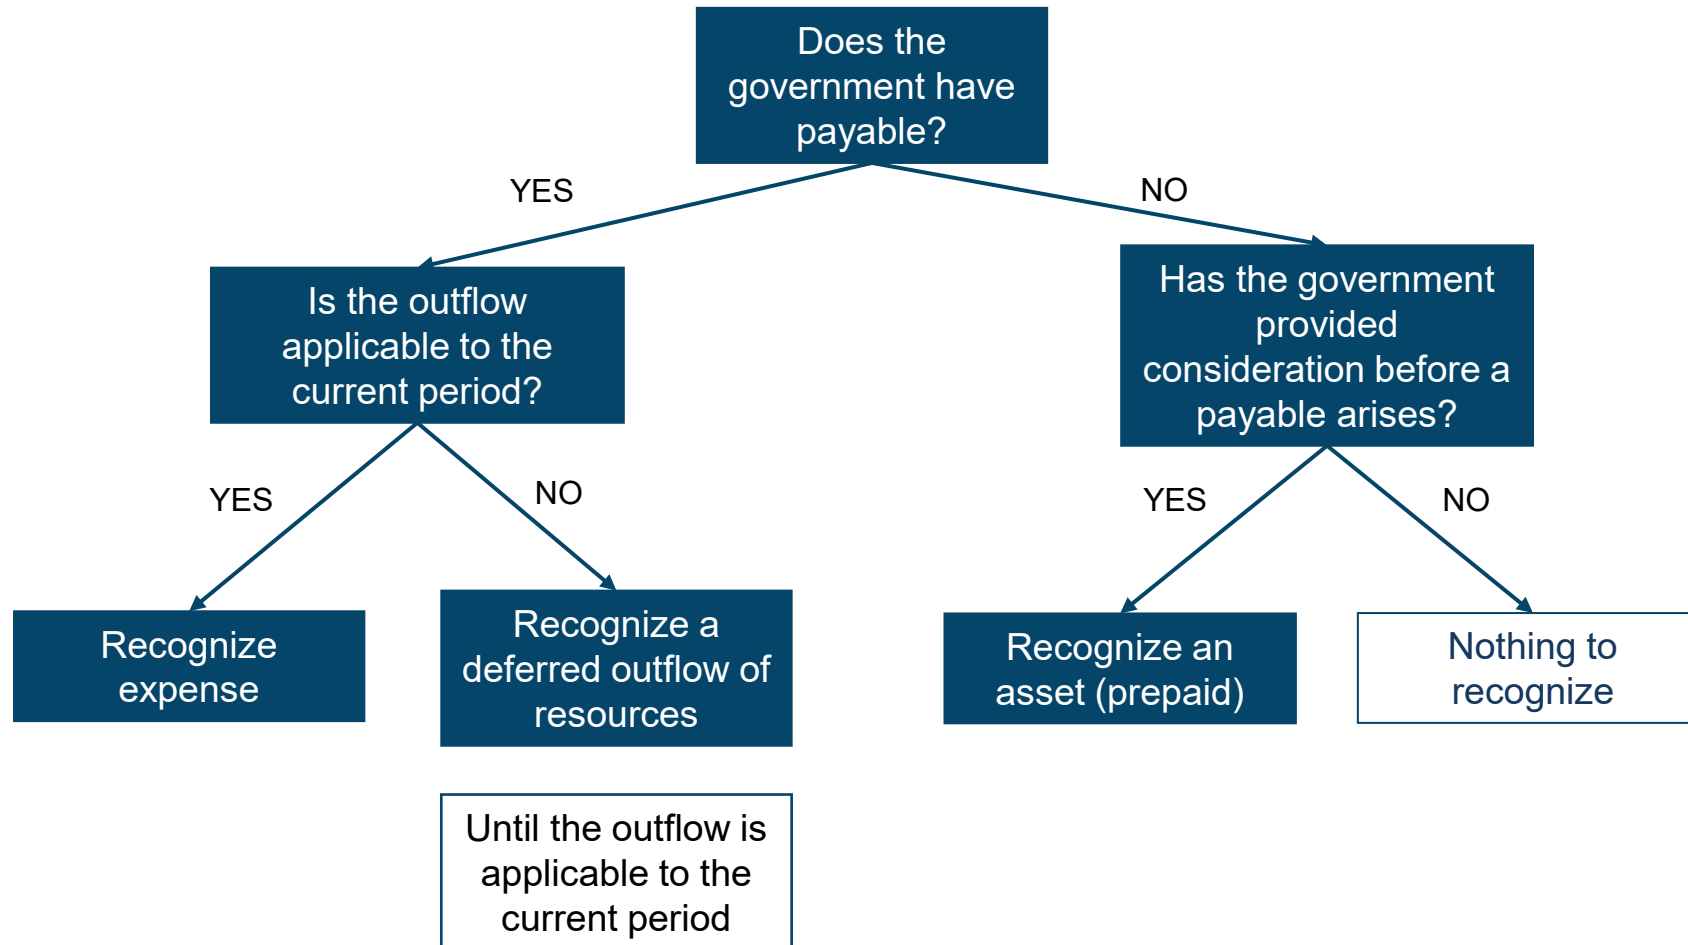 Does the
government have
payable?
YES
NO
Is the outflow
applicable to the
current period?
Has the government
provided
consideration before a
payable arises?
YES
NO
YES
NO
Recognize
expense
Recognize a
deferred outflow of
resources
Recognize an
asset (prepaid)
Nothing to
recognize
Until the outflow is
applicable to the
current period